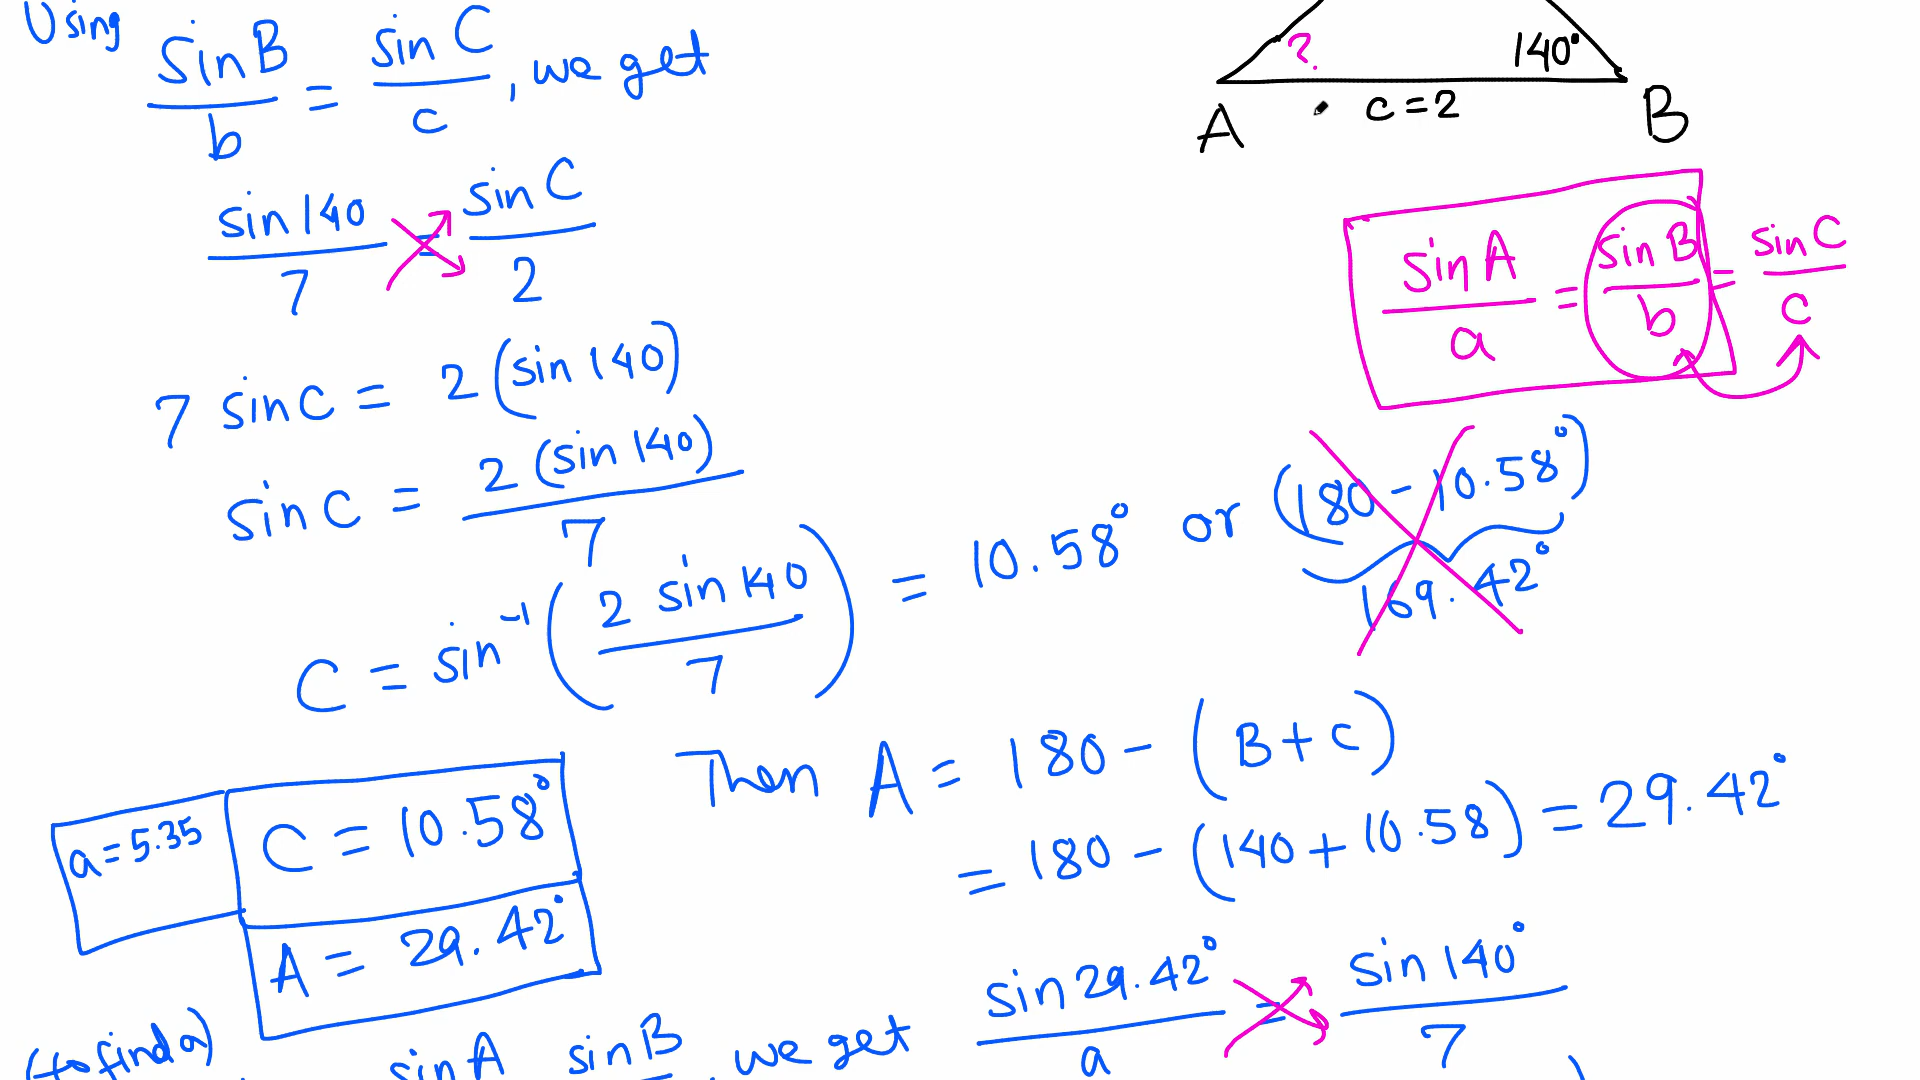 Using
sin B / b = sin C / c , we get
sin 140 / 7 = sin C / 2
7 sin C = 2 (sin 140)
sin C = 2 (sin 140) / 7
C = sin⁻¹ ( 2 sin 140 / 7 ) = 10.58° or (180 - 10.58°)
169.42°
? 140°
A c = 2 B
sin A / a = sin B / b = sin C / c
Then A = 180 - (B + C)
= 180 - (140 + 10.58) = 29.42°
a = 5.35
C = 10.58°
A = 29.42°
(to find a)
sin A sin B , we get sin 29.42° / a = sin 140° / 7